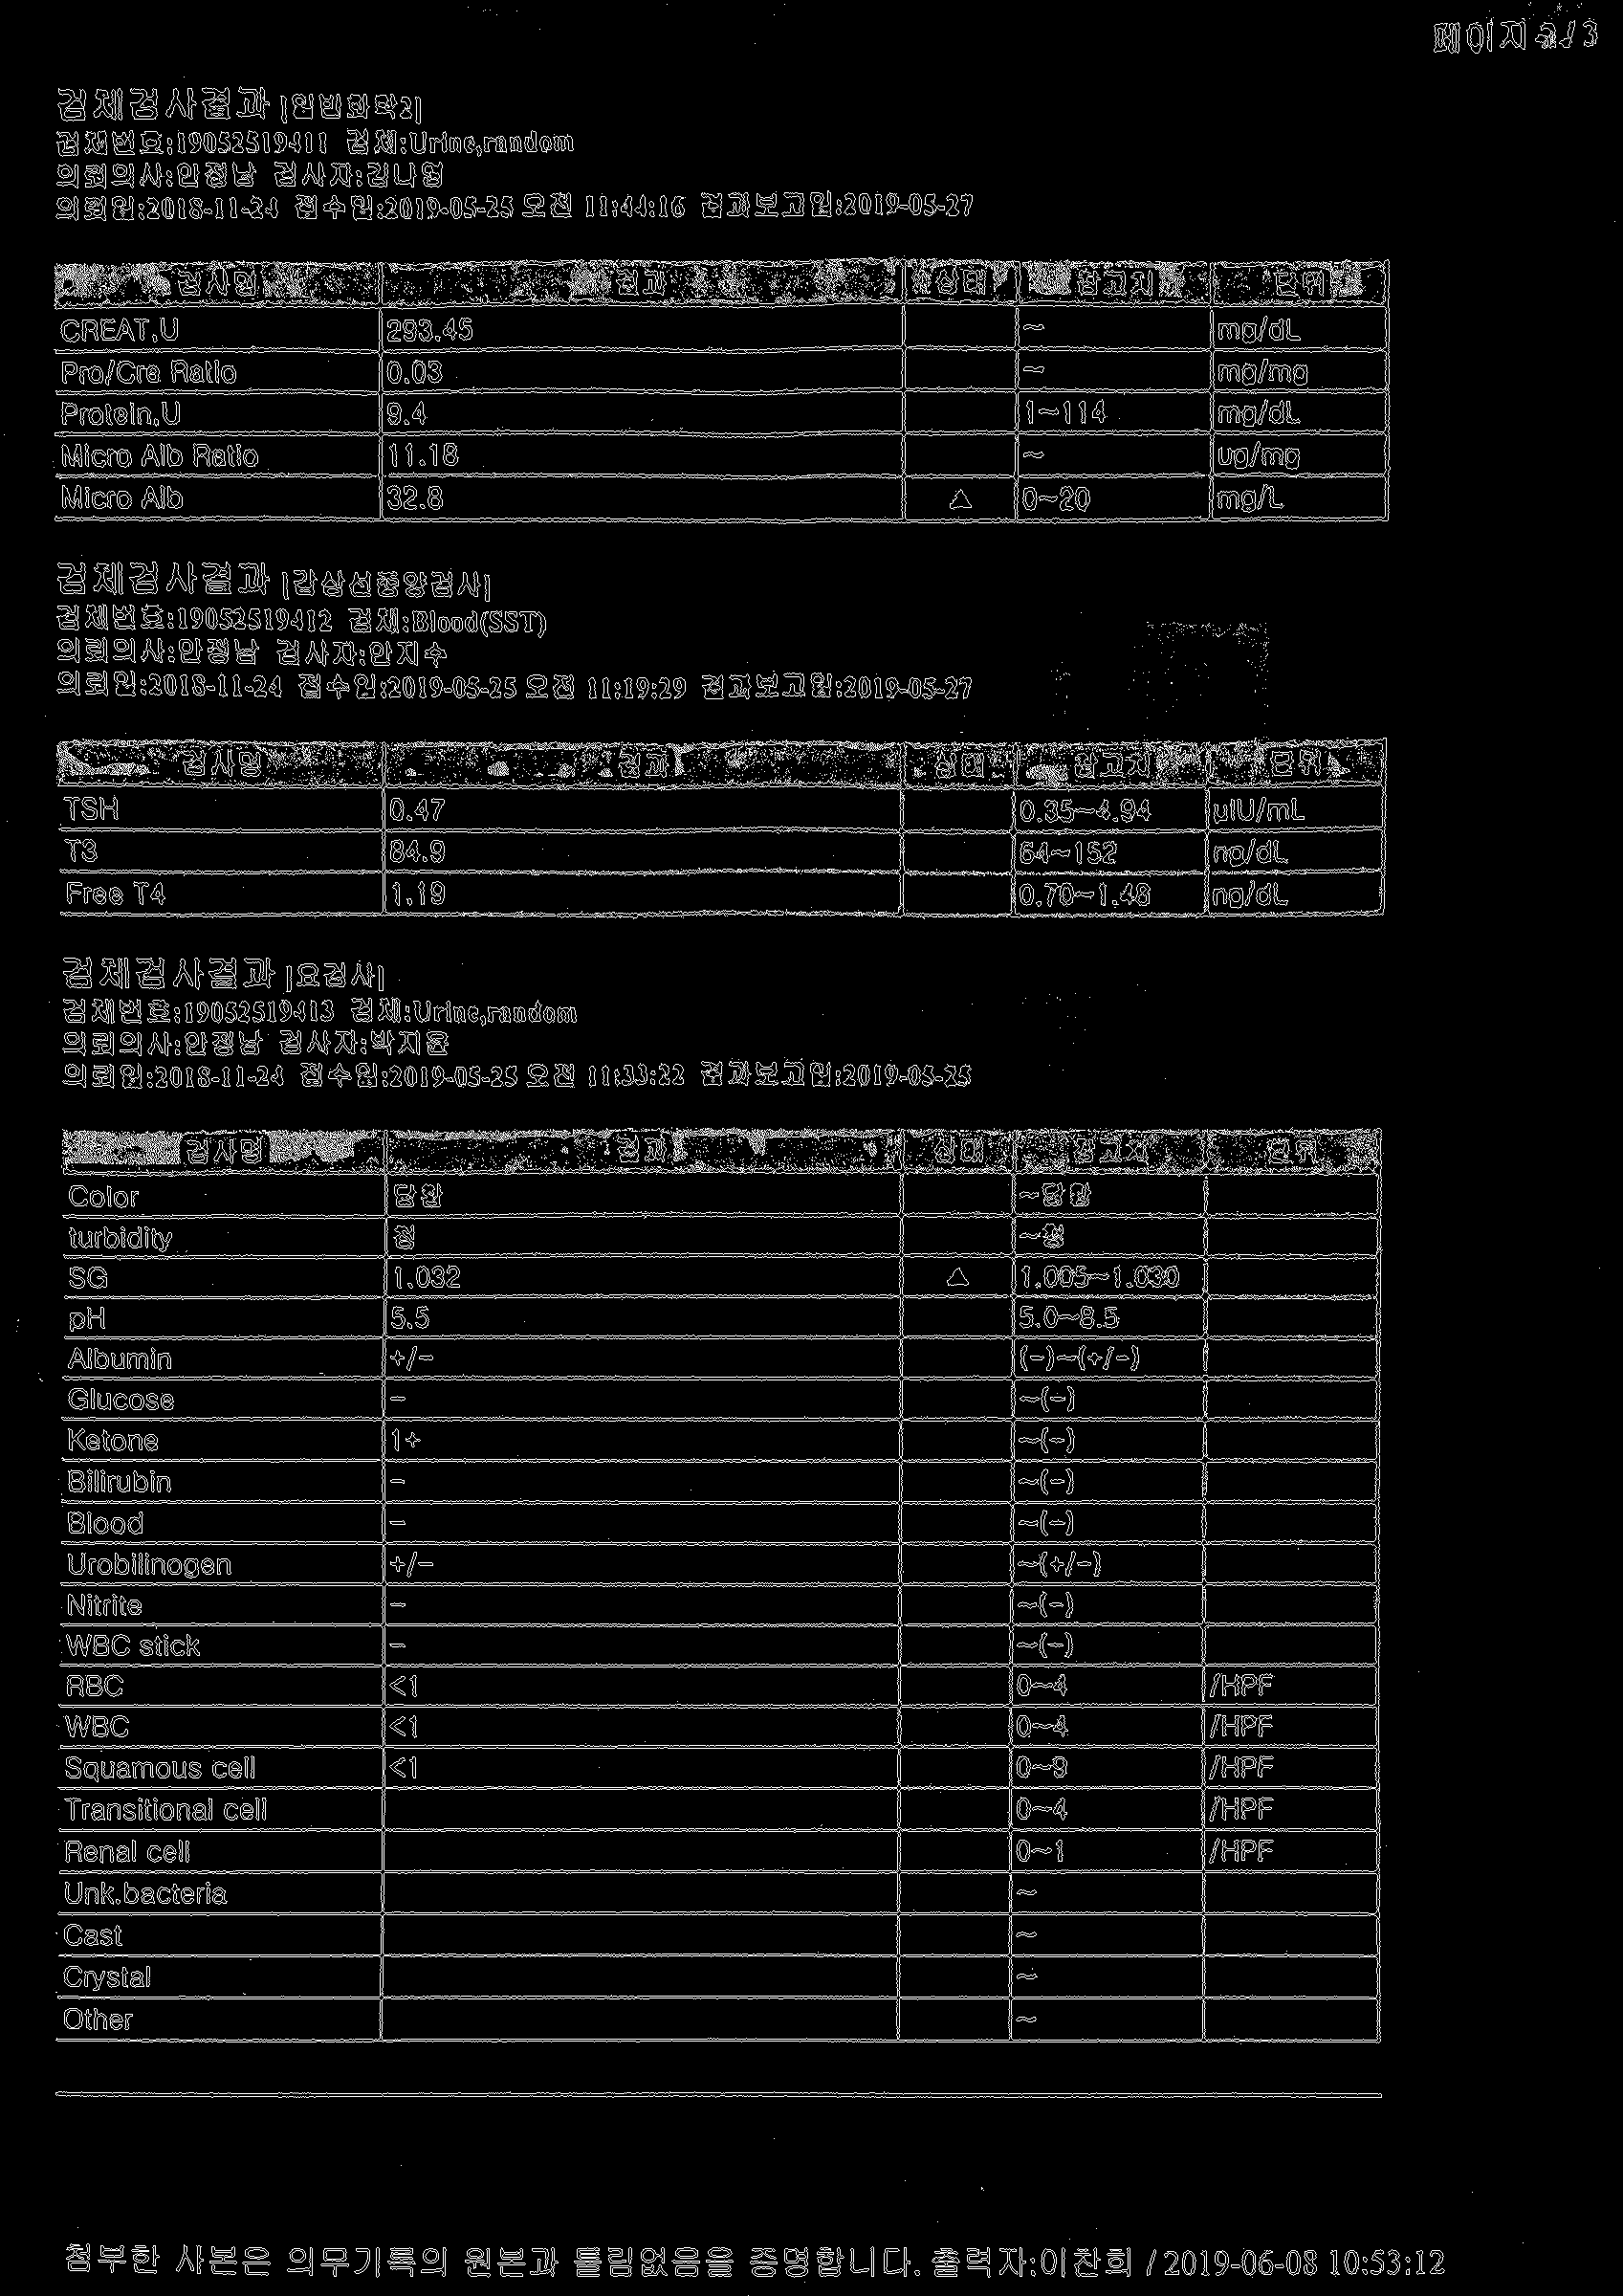 페이지 2 / 3
검체검사결과 [일반화학2]
검체번호:19052519411 검체:Urine,random
의뢰의사:안정남 검사자:김나영
의뢰일:2018-11-24 접수일:2019-05-25 오전 11:44:16 결과보고일:2019-05-27
검사명 결과 상태 참고치 단위
CREAT,U 293.45 ~ mg/dL
Pro/Cre Ratio 0.03 ~ mg/mg
Protein,U 9.4 1~114 mg/dL
Micro Alb Ratio 11.18 ~ ug/mg
Micro Alb 32.8 △ 0~20 mg/L
검체검사결과 [갑상선종양검사]
검체번호:19052519412 검체:Blood(SST)
의뢰의사:안정남 검사자:안지수
의뢰일:2018-11-24 접수일:2019-05-25 오전 11:19:29 결과보고일:2019-05-27
검사명 결과 상태 참고치 단위
TSH 0.47 0.35~4.94 uIU/mL
T3 84.9 64~152 ng/dL
Free T4 1.19 0.70~1.48 ng/dL
검체검사결과 [요검사]
검체번호:19052519413 검체:Urine,random
의뢰의사:안정남 검사자:박지윤
의뢰일:2018-11-24 접수일:2019-05-25 오전 11:33:22 결과보고일:2019-05-25
검사명 결과 상태 참고치 단위
Color 담황 ~담황
turbidity 청 ~청
SG 1.032 △ 1.005~1.030
pH 5.5 5.0~8.5
Albumin +/- (-)~(+/-)
Glucose - ~(-)
Ketone 1+ ~(-)
Bilirubin - ~(-)
Blood - ~(-)
Urobilinogen +/- ~(+/-)
Nitrite - ~(-)
WBC stick - ~(-)
RBC <1 0~4 /HPF
WBC <1 0~4 /HPF
Squamous cell <1 0~9 /HPF
Transitional cell 0~4 /HPF
Renal cell 0~1 /HPF
Unk.bacteria ~
Cast ~
Crystal ~
Other ~
첨부한 사본은 의무기록의 원본과 틀림없음을 증명합니다. 출력자:이찬희 / 2019-06-08 10:53:12